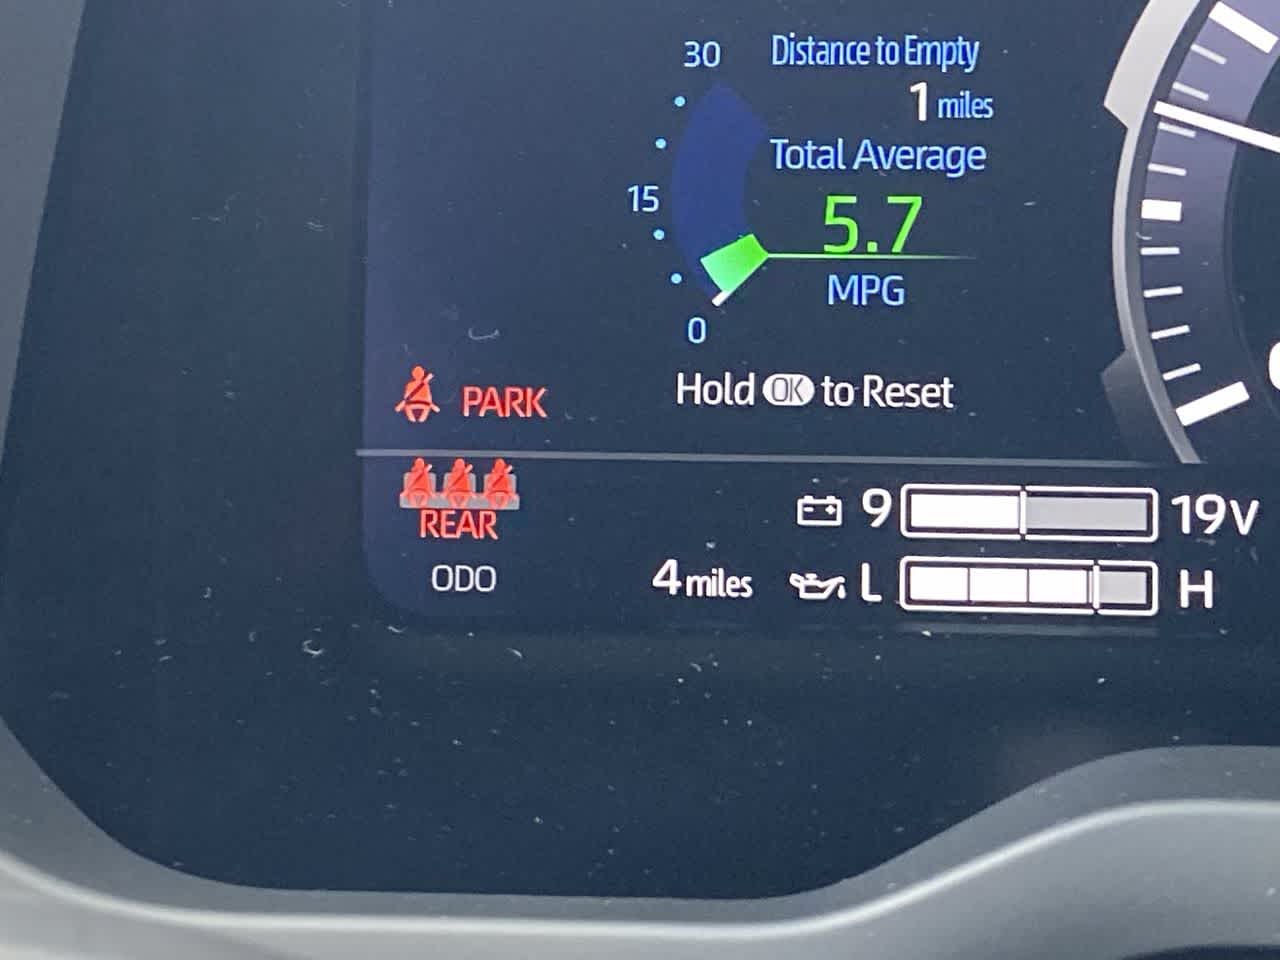 30
Distance to Empty
1 miles
Total Average
15
5.7
MPG
0
Hold OK to Reset
PARK
REAR
9
19V
ODO
4 miles
L
H